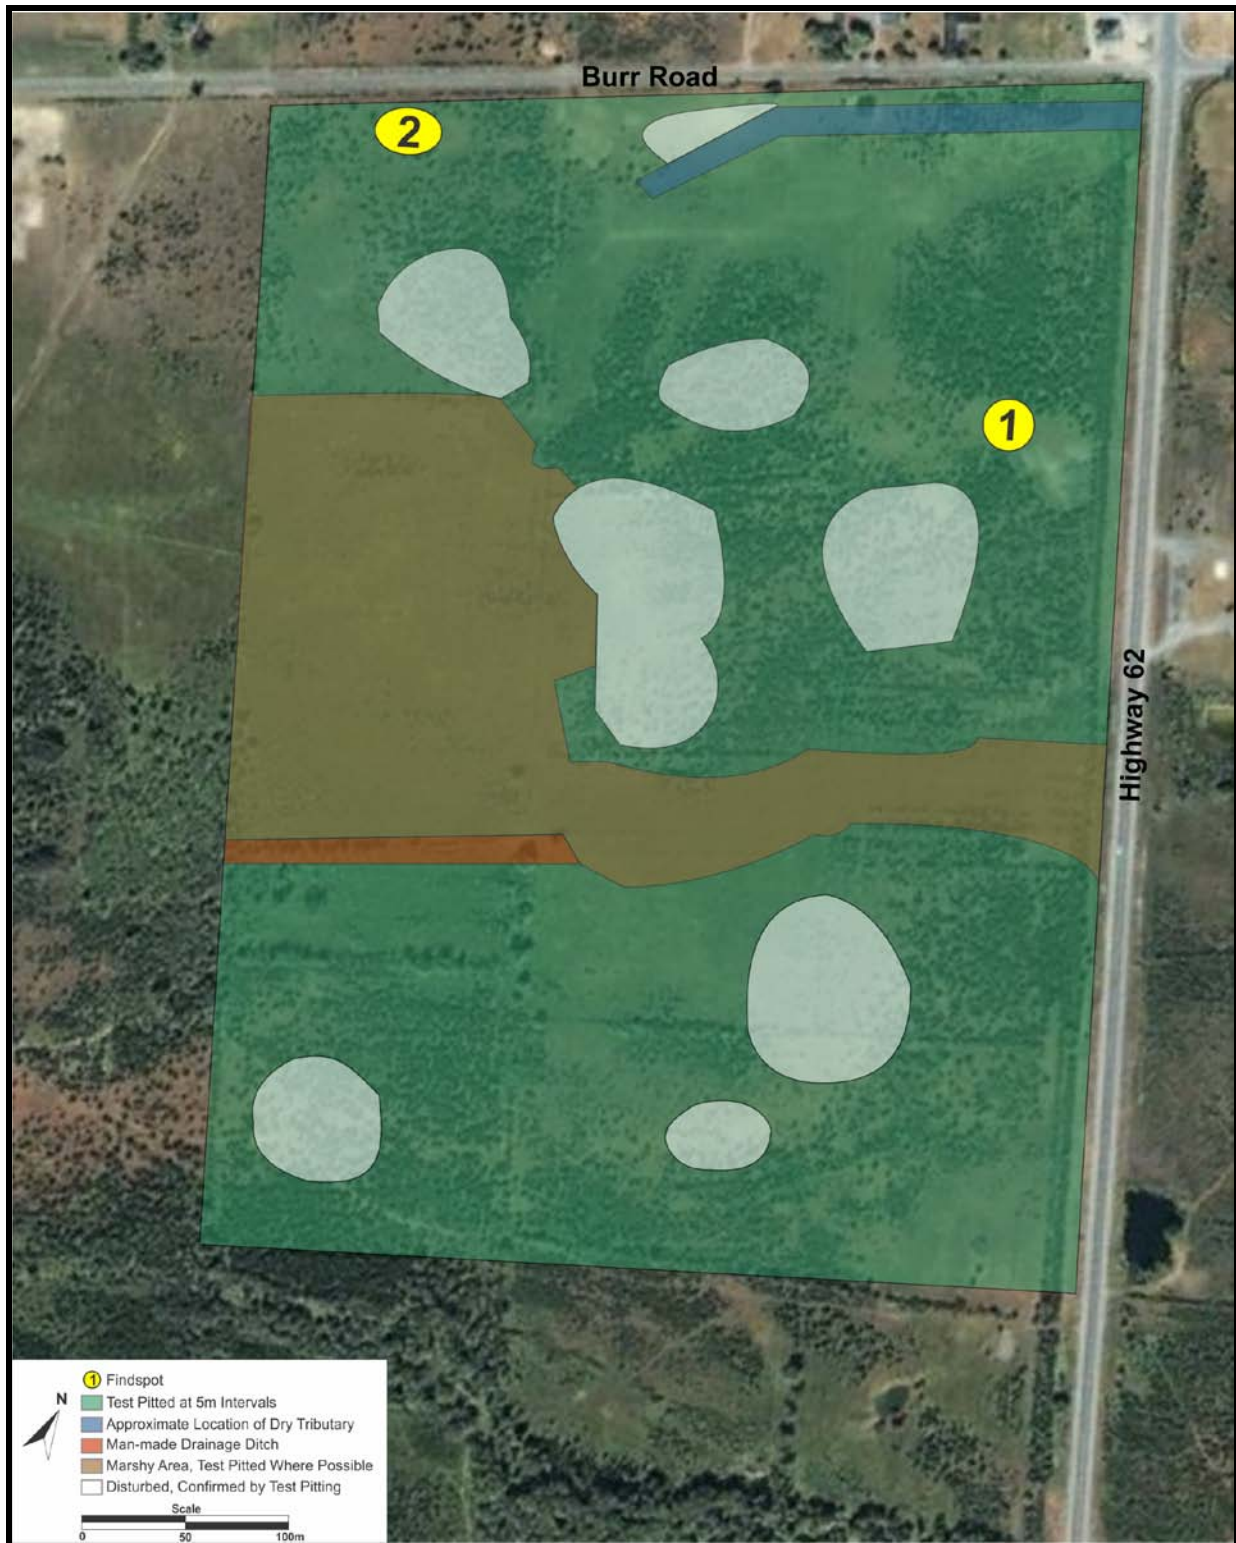 Burr Road
2
1
Highway 62
1 Findspot
N
Test Pitted at 5m Intervals
Approximate Location of Dry Tributary
Man-made Drainage Ditch
Marshy Area, Test Pitted Where Possible
Disturbed, Confirmed by Test Pitting
Scale
0 50 100m